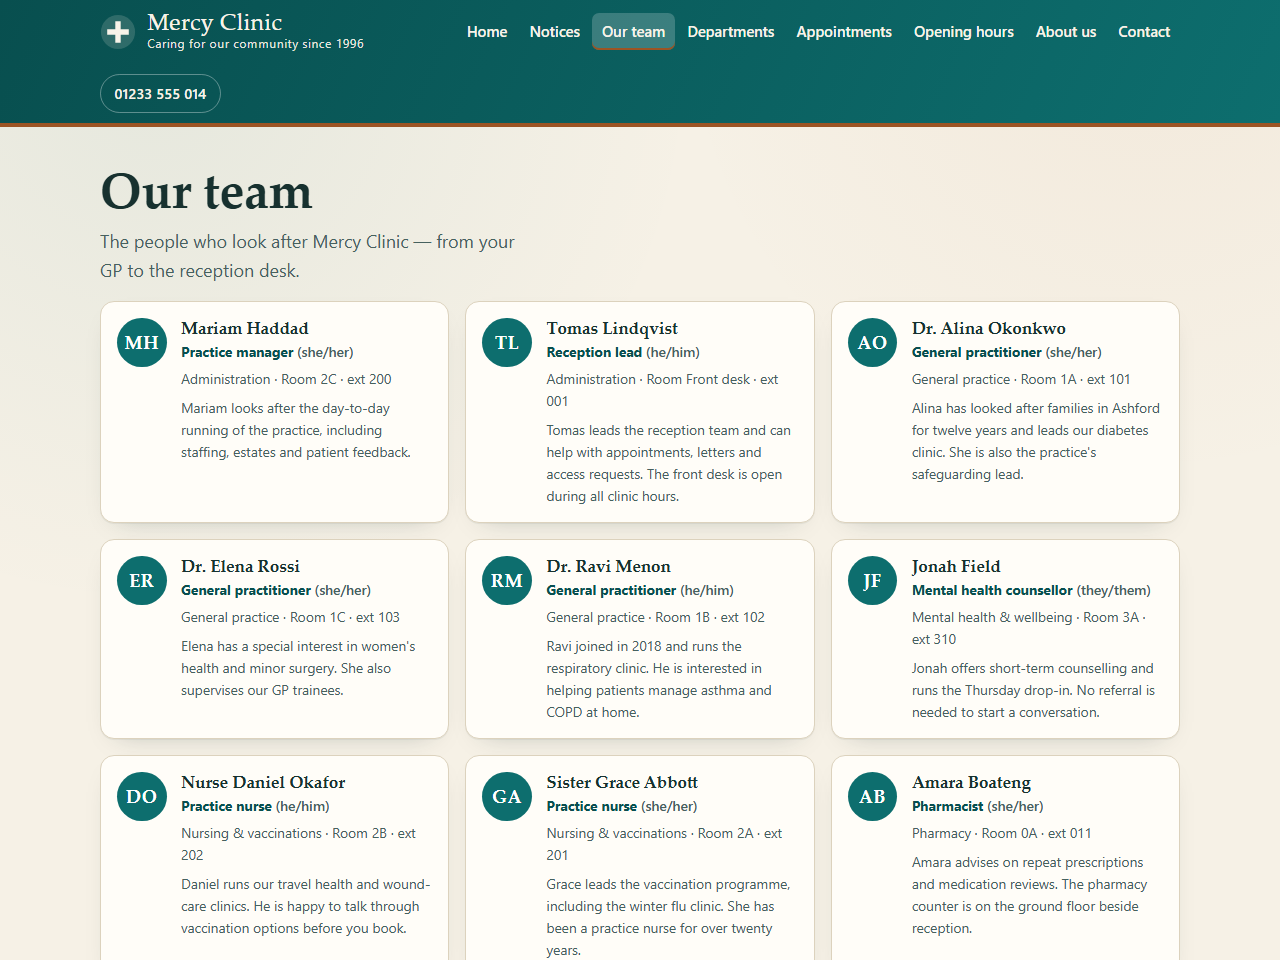 Mercy Clinic
Caring for our community since 1996
Home Notices Our team Departments Appointments Opening hours About us Contact
01233 555 014
Our team
The people who look after Mercy Clinic — from your
GP to the reception desk.
MH
Mariam Haddad
Practice manager (she/her)
Administration · Room 2C · ext 200
Mariam looks after the day-to-day
running of the practice, including
staffing, estates and patient feedback.
TL
Tomas Lindqvist
Reception lead (he/him)
Administration · Room Front desk · ext
001
Tomas leads the reception team and can
help with appointments, letters and
access requests. The front desk is open
during all clinic hours.
AO
Dr. Alina Okonkwo
General practitioner (she/her)
General practice · Room 1A · ext 101
Alina has looked after families in Ashford
for twelve years and leads our diabetes
clinic. She is also the practice's
safeguarding lead.
ER
Dr. Elena Rossi
General practitioner (she/her)
General practice · Room 1C · ext 103
Elena has a special interest in women's
health and minor surgery. She also
supervises our GP trainees.
RM
Dr. Ravi Menon
General practitioner (he/him)
General practice · Room 1B · ext 102
Ravi joined in 2018 and runs the
respiratory clinic. He is interested in
helping patients manage asthma and
COPD at home.
JF
Jonah Field
Mental health counsellor (they/them)
Mental health & wellbeing · Room 3A ·
ext 310
Jonah offers short-term counselling and
runs the Thursday drop-in. No referral is
needed to start a conversation.
DO
Nurse Daniel Okafor
Practice nurse (he/him)
Nursing & vaccinations · Room 2B · ext
202
Daniel runs our travel health and wound-
care clinics. He is happy to talk through
vaccination options before you book.
GA
Sister Grace Abbott
Practice nurse (she/her)
Nursing & vaccinations · Room 2A · ext
201
Grace leads the vaccination programme,
including the winter flu clinic. She has
been a practice nurse for over twenty
years.
AB
Amara Boateng
Pharmacist (she/her)
Pharmacy · Room 0A · ext 011
Amara advises on repeat prescriptions
and medication reviews. The pharmacy
counter is on the ground floor beside
reception.